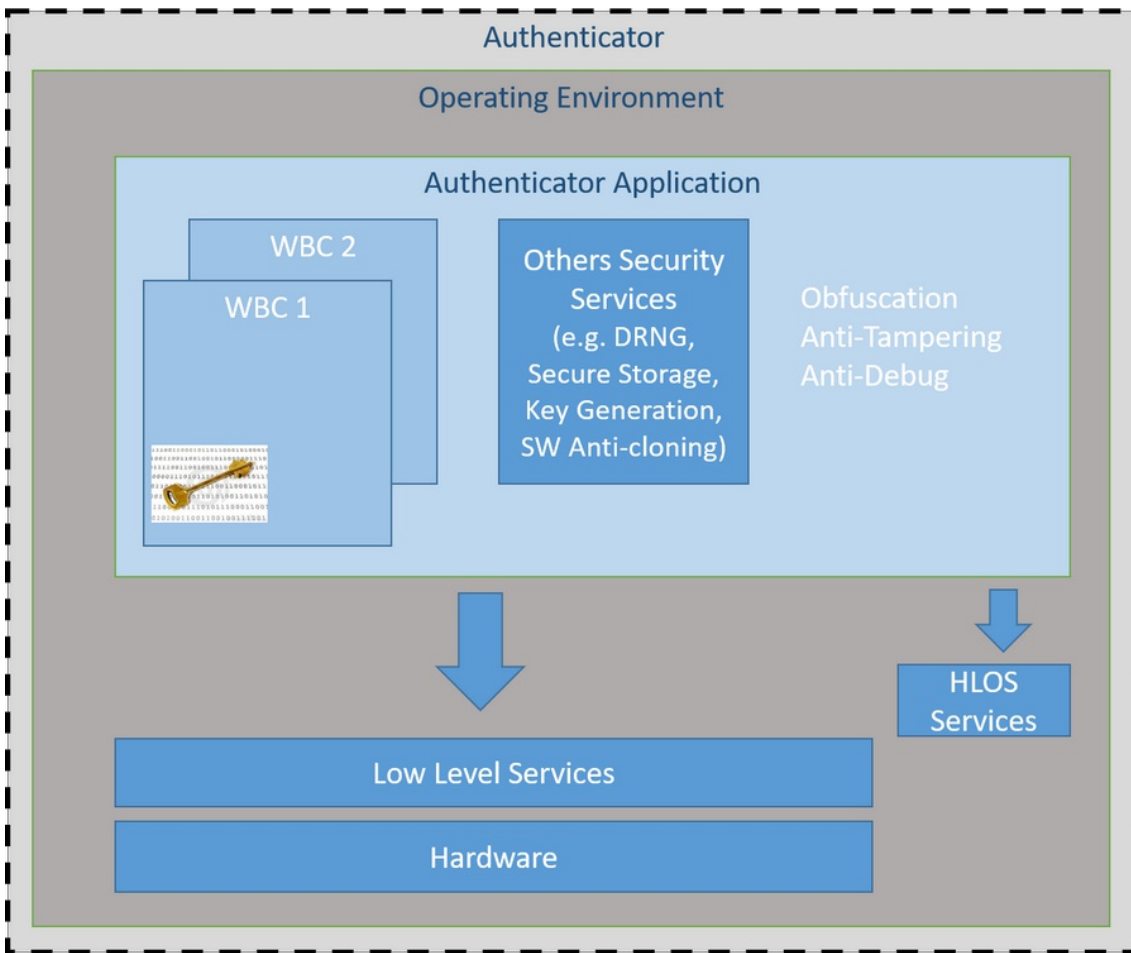 Authenticator
Operating Environment
Authenticator Application
WBC 2
WBC 1
Others Security
Services
(e.g. DRNG,
Secure Storage,
Key Generation,
SW Anti-cloning)
Obfuscation
Anti-Tampering
Anti-Debug
HLOS
Services
Low Level Services
Hardware